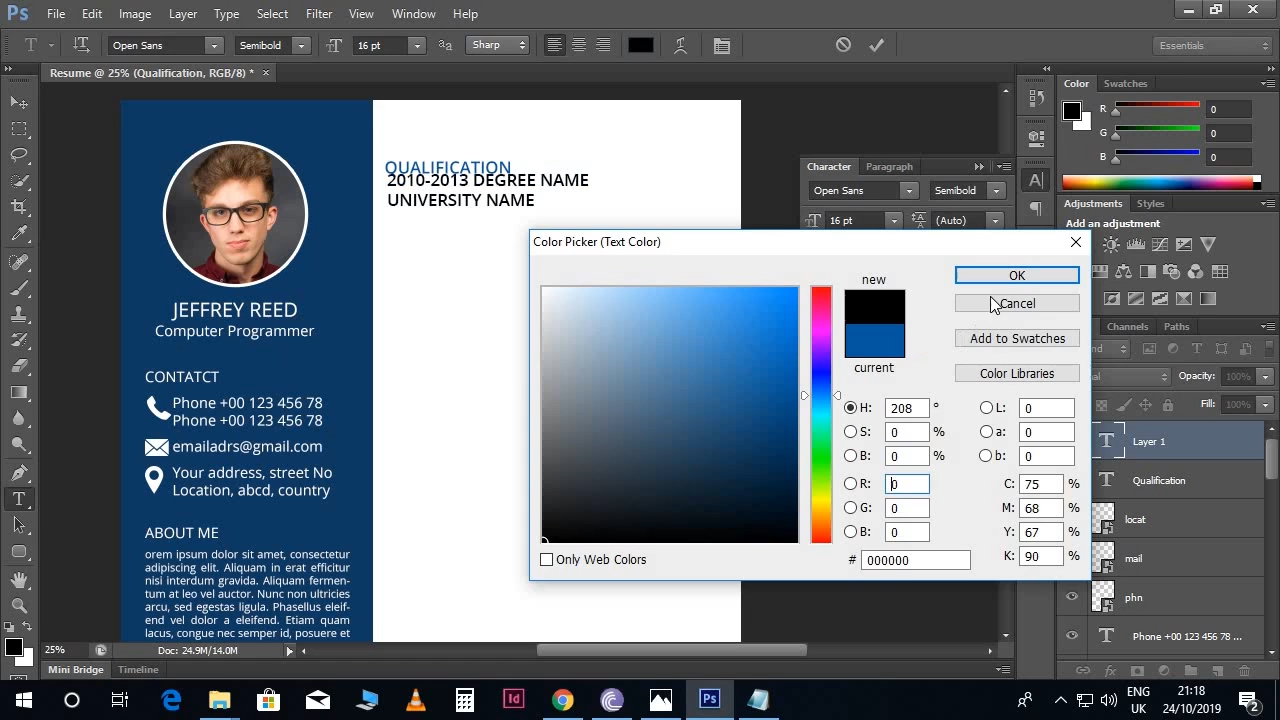 Ps File Edit Image Layer Type Select Filter View Window Help
T Open Sans Semibold 16 pt Sharp Essentials
Resume @ 25% (Qualification, RGB/8) * ×
Color Swatches
R 0
G 0
B 0
QUALIFICATION
2010-2013 DEGREE NAME
UNIVERSITY NAME
JEFFREY REED
Computer Programmer
CONTATCT
Phone +00 123 456 78
Phone +00 123 456 78
emailadrs@gmail.com
Your address, street No
Location, abcd, country
ABOUT ME
orem ipsum dolor sit amet, consectetur
adipiscing elit. Aliquam in erat efficitur
nisi interdum gravida. Aliquam fermen-
tum at leo vel auctor. Nunc non ultricies
arcu, sed egestas ligula. Phasellus eleif-
end vel dolor a eleifend. Etiam quam
lacus, congue nec semper id, posuere et
Character Paragraph
Open Sans Semibold
16 pt (Auto)
Adjustments Styles
Add an adjustment
Color Picker (Text Color)
new
current
OK
Cancel
Add to Swatches
Color Libraries
H: 208 ° L: 0
S: 0 % a: 0
B: 0 % b: 0
R: 0 C: 75 %
G: 0 M: 68 %
B: 0 Y: 67 %
K: 90 %
# 000000
Only Web Colors
Channels Paths
Opacity: 100%
Fill: 100%
Layer 1
Qualification
locat
mail
phn
Phone +00 123 456 78 ...
25% Doc: 24.9M/14.0M
Mini Bridge Timeline
Id Ps
ENG
UK
21:18
24/10/2019
2